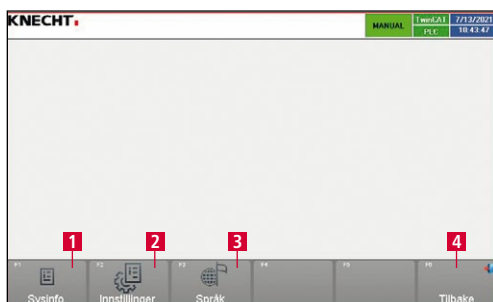 KNECHT
MANUAL
TwinCAT 7/13/2021
PLC 10:43:47
1 2 3 4
F1 F2 F3 F4 F5 F6
Sysinfo Innstillinger Språk Tilbake